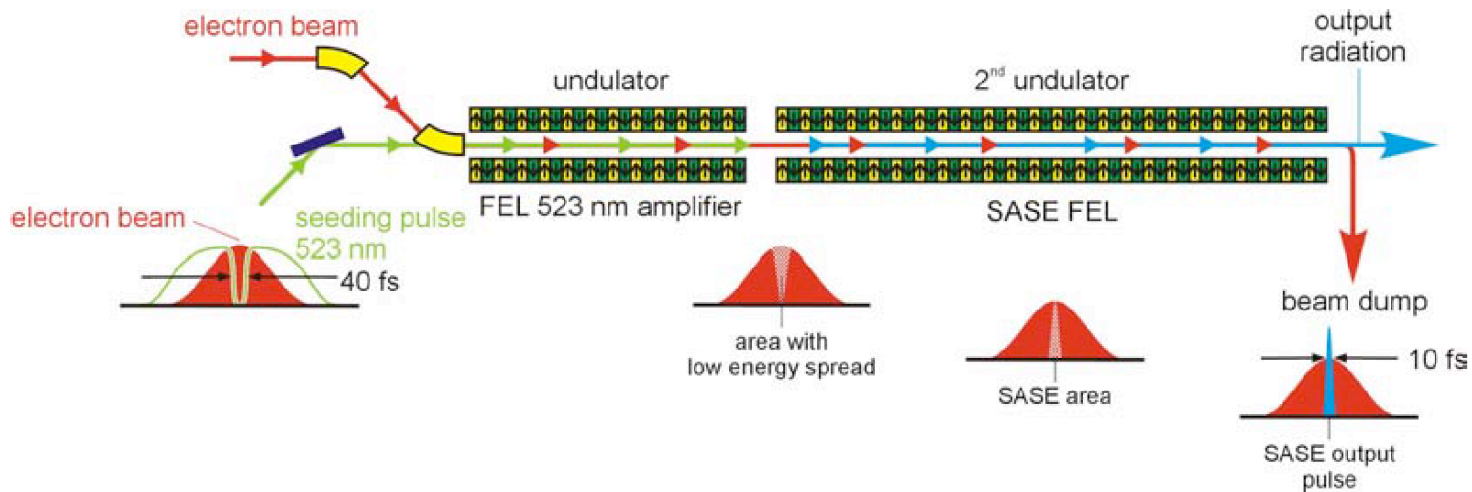 electron beam
output
radiation
undulator
2nd undulator
FEL 523 nm amplifier
SASE FEL
electron beam
seeding pulse
523 nm
40 fs
area with
low energy spread
SASE area
beam dump
10 fs
SASE output
pulse